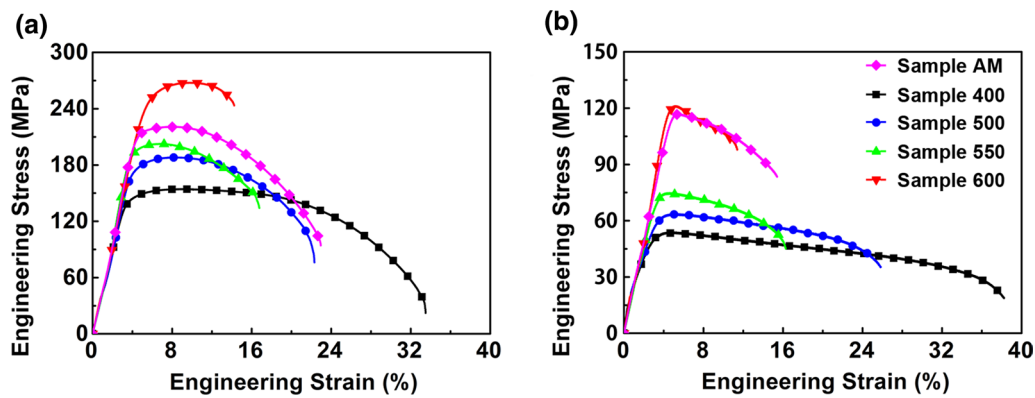 (a)
300
240
180
120
60
0
0 8 16 24 32 40
Engineering Stress (MPa)
Engineering Strain (%)
(b)
150
120
90
60
30
0
0 8 16 24 32 40
Engineering Stress (MPa)
Engineering Strain (%)
Sample AM
Sample 400
Sample 500
Sample 550
Sample 600